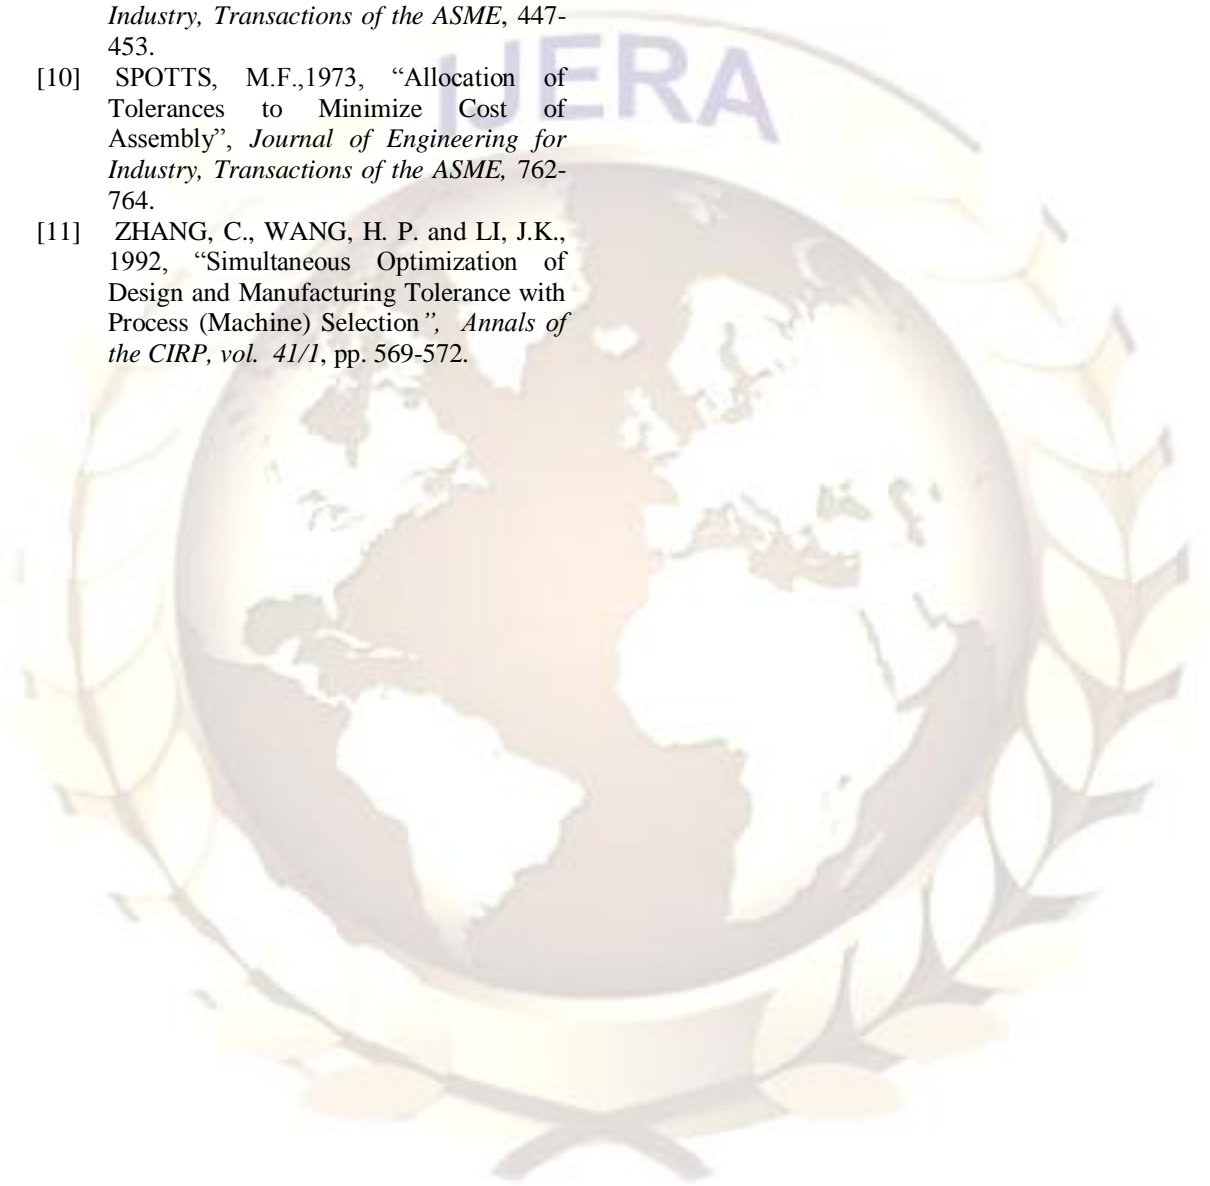 IJERA
Industry, Transactions of the ASME, 447-
453.
[10] SPOTTS, M.F.,1973, “Allocation of
Tolerances to Minimize Cost of
Assembly”, Journal of Engineering for
Industry, Transactions of the ASME, 762-
764.
[11] ZHANG, C., WANG, H. P. and LI, J.K.,
1992, “Simultaneous Optimization of
Design and Manufacturing Tolerance with
Process (Machine) Selection”, Annals of
the CIRP, vol. 41/1, pp. 569-572.